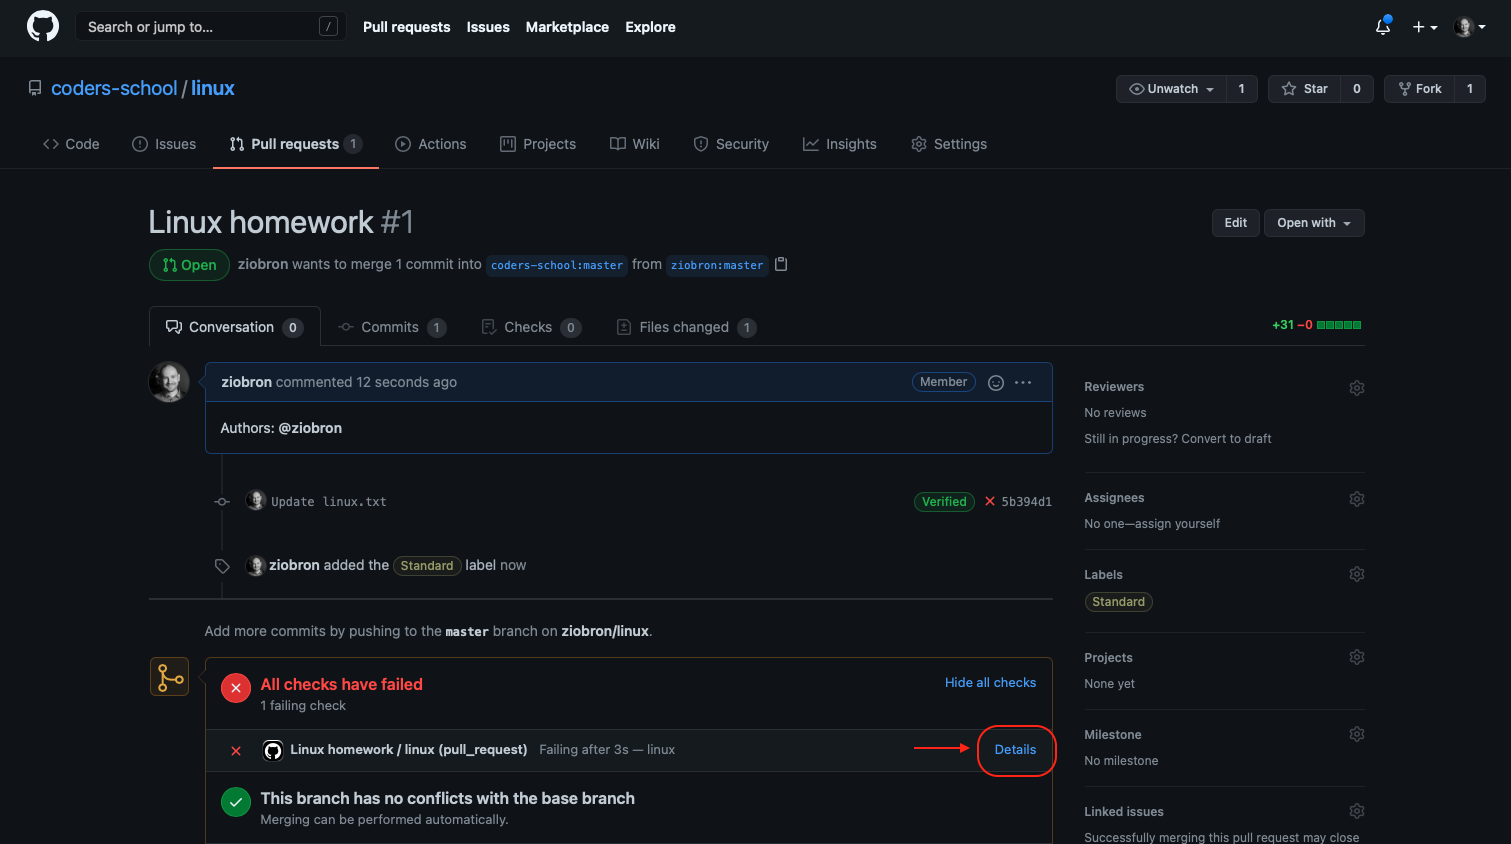 Search or jump to... /
Pull requests Issues Marketplace Explore
coders-school / linux
Unwatch 1 Star 0 Fork 1
Code Issues Pull requests 1 Actions Projects Wiki Security Insights Settings
Linux homework #1
Edit Open with
Open ziobron wants to merge 1 commit into coders-school:master from ziobron:master
Conversation 0 Commits 1 Checks 0 Files changed 1
+31 −0
ziobron commented 12 seconds ago Member
Authors: @ziobron
Update linux.txt Verified 5b394d1
ziobron added the Standard label now
Add more commits by pushing to the master branch on ziobron/linux.
All checks have failed Hide all checks
1 failing check
Linux homework / linux (pull_request) Failing after 3s — linux Details
This branch has no conflicts with the base branch
Merging can be performed automatically.
Reviewers
No reviews
Still in progress? Convert to draft
Assignees
No one—assign yourself
Labels
Standard
Projects
None yet
Milestone
No milestone
Linked issues
Successfully merging this pull request may close